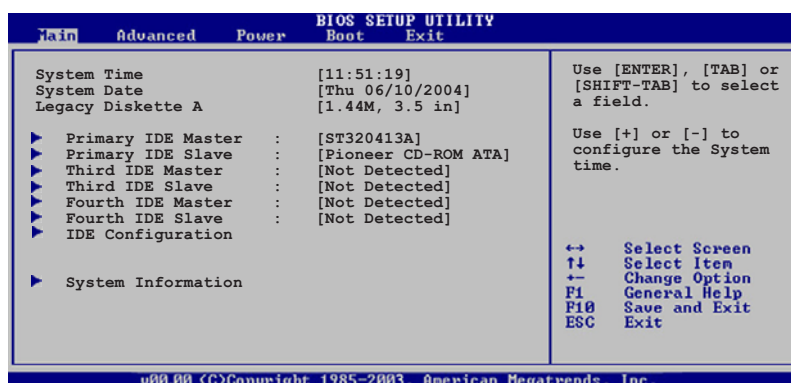 BIOS SETUP UTILITY
Main Advanced Power Boot Exit
System Time [11:51:19]
System Date [Thu 06/10/2004]
Legacy Diskette A [1.44M, 3.5 in]
Primary IDE Master : [ST320413A]
Primary IDE Slave : [Pioneer CD-ROM ATA]
Third IDE Master : [Not Detected]
Third IDE Slave : [Not Detected]
Fourth IDE Master : [Not Detected]
Fourth IDE Slave : [Not Detected]
IDE Configuration
System Information
Use [ENTER], [TAB] or
[SHIFT-TAB] to select
a field.
Use [+] or [-] to
configure the System
time.
↔ Select Screen
↑↓ Select Item
+- Change Option
F1 General Help
F10 Save and Exit
ESC Exit
v00.00 (C)Copyright 1985-2003, American Megatrends, Inc.